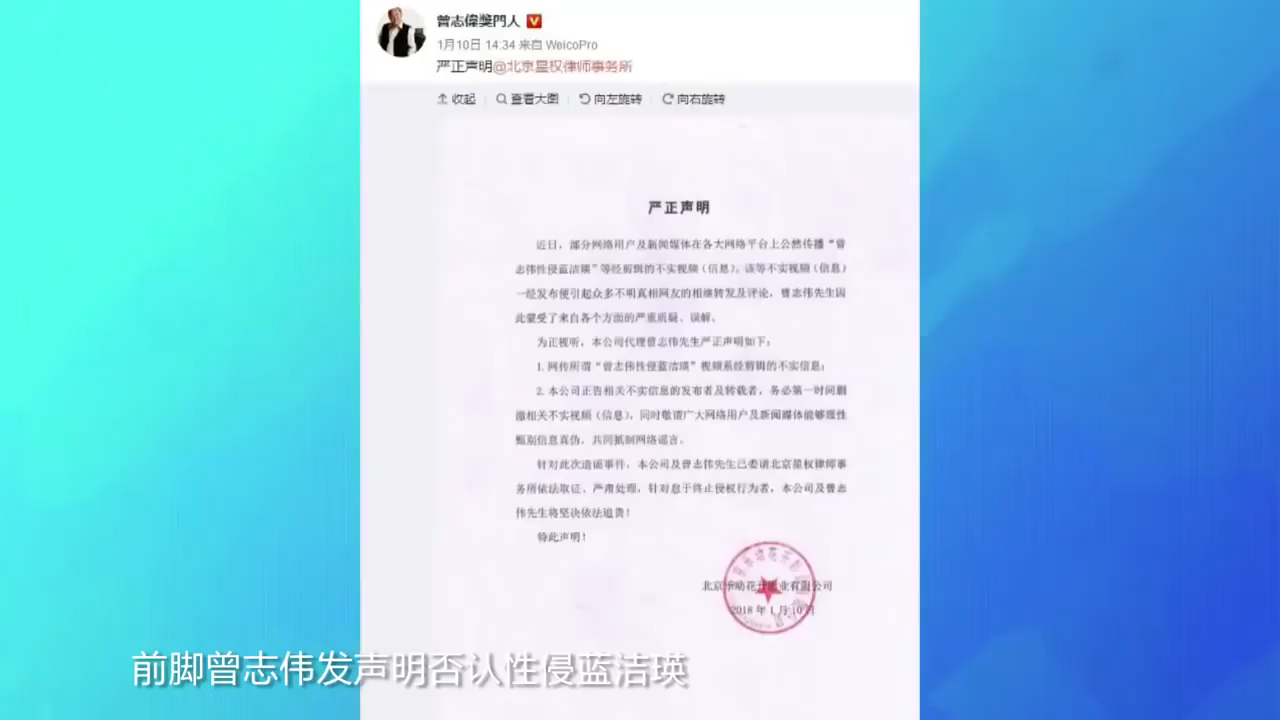 曾志偉獎門人
1月10日 14:34 来自 WeicoPro
严正声明@北京星权律师事务所
收起 查看大图 向左旋转 向右旋转
严正声明
近日，部分网络用户及新闻媒体在各大网络平台上公然传播“曾
志伟性侵蓝洁瑛”等经剪辑的不实视频（信息）。该等不实视频（信息）
一经发布便引起众多不明真相网友的相继转发及评论，曾志伟先生因
此蒙受了来自各个方面的严重质疑、误解。
为正视听，本公司代理曾志伟先生严正声明如下：
1. 网传所谓“曾志伟性侵蓝洁瑛”视频系经剪辑的不实信息；
2. 本公司正告相关不实信息的发布者及转载者，务必第一时间删
撤相关不实视频（信息），同时敬请广大网络用户及新闻媒体能够理性
甄别信息真伪，共同抵制网络谣言。
针对此次造谣事件，本公司及曾志伟先生已委请北京星权律师事
务所依法取证、严肃处理，针对怠于终止侵权行为者，本公司及曾志
伟先生将坚决依法追责！
特此声明！
北京 动花 业有限公司
2018 年 1 月 10 日
前脚曾志伟发声明否认性侵蓝洁瑛